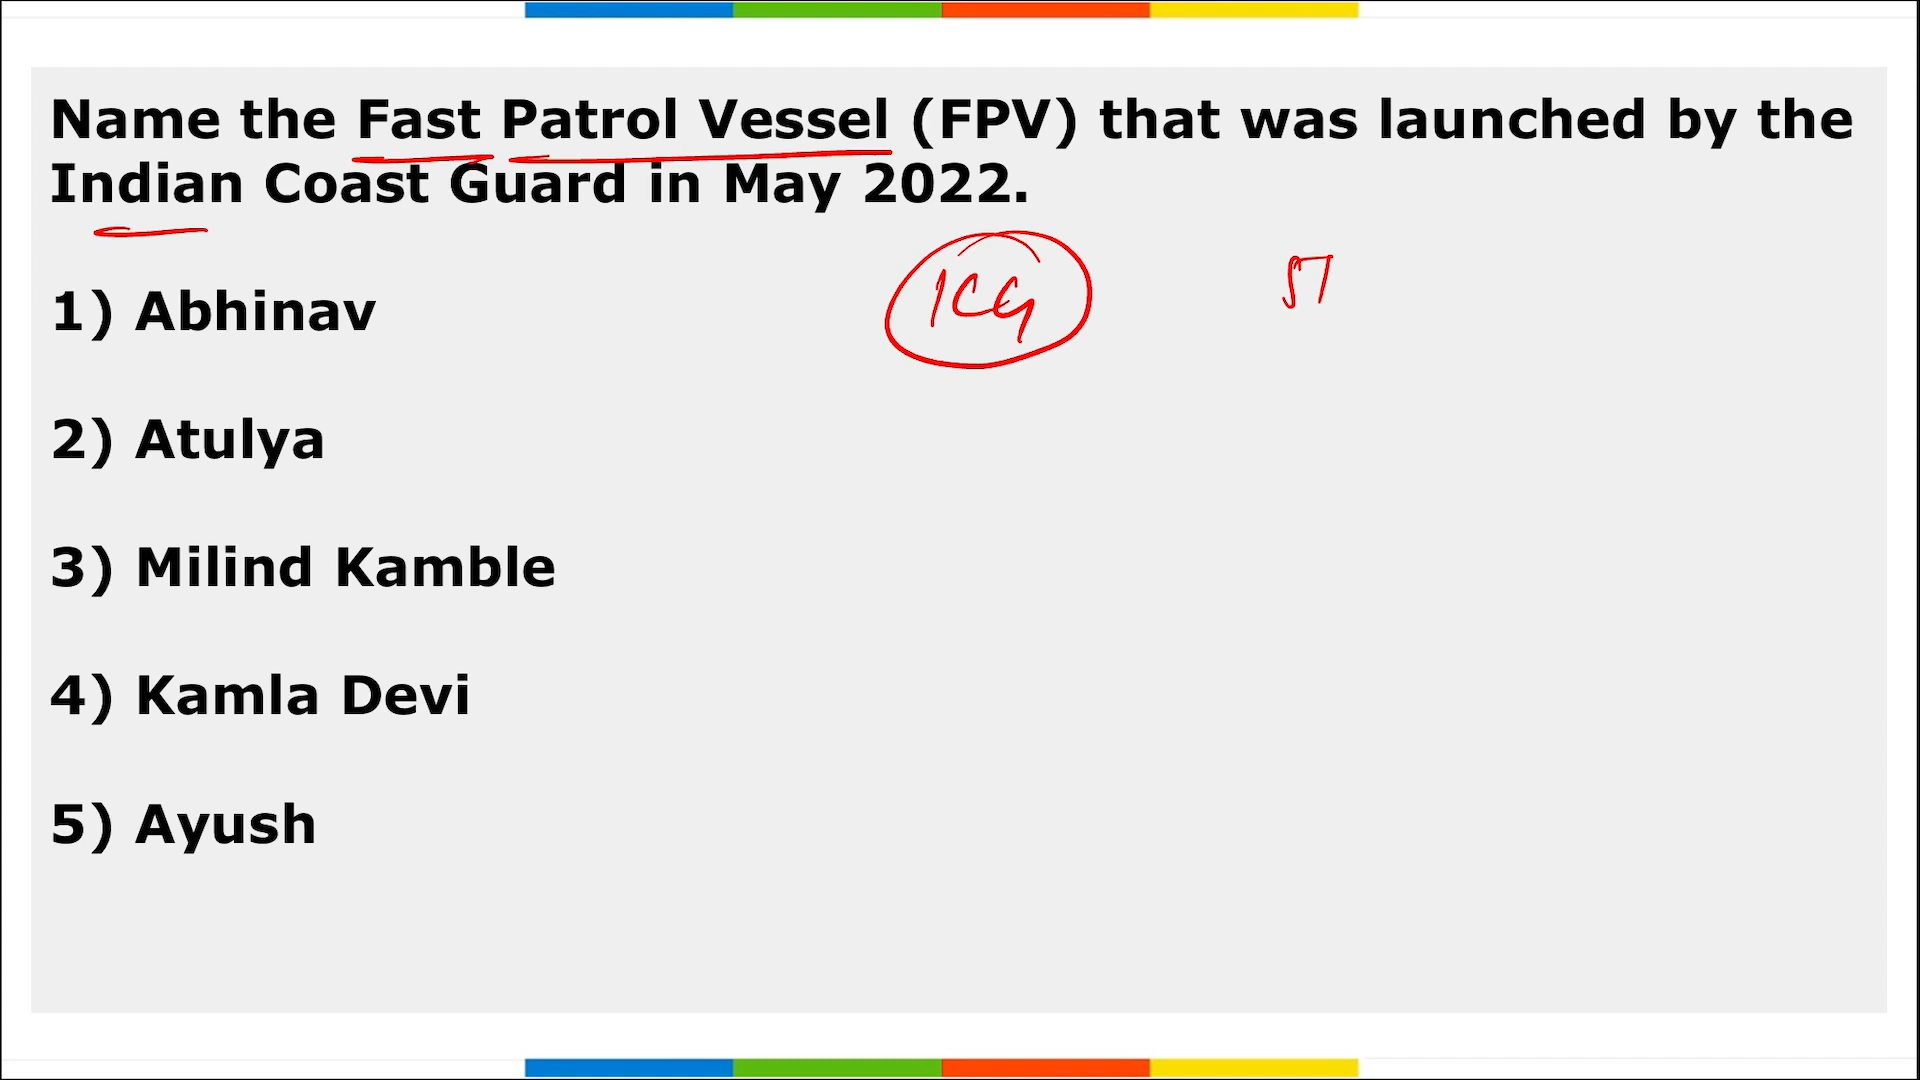 Name the Fast Patrol Vessel (FPV) that was launched by the
Indian Coast Guard in May 2022.
ICG
1) Abhinav
2) Atulya
3) Milind Kamble
4) Kamla Devi
5) Ayush